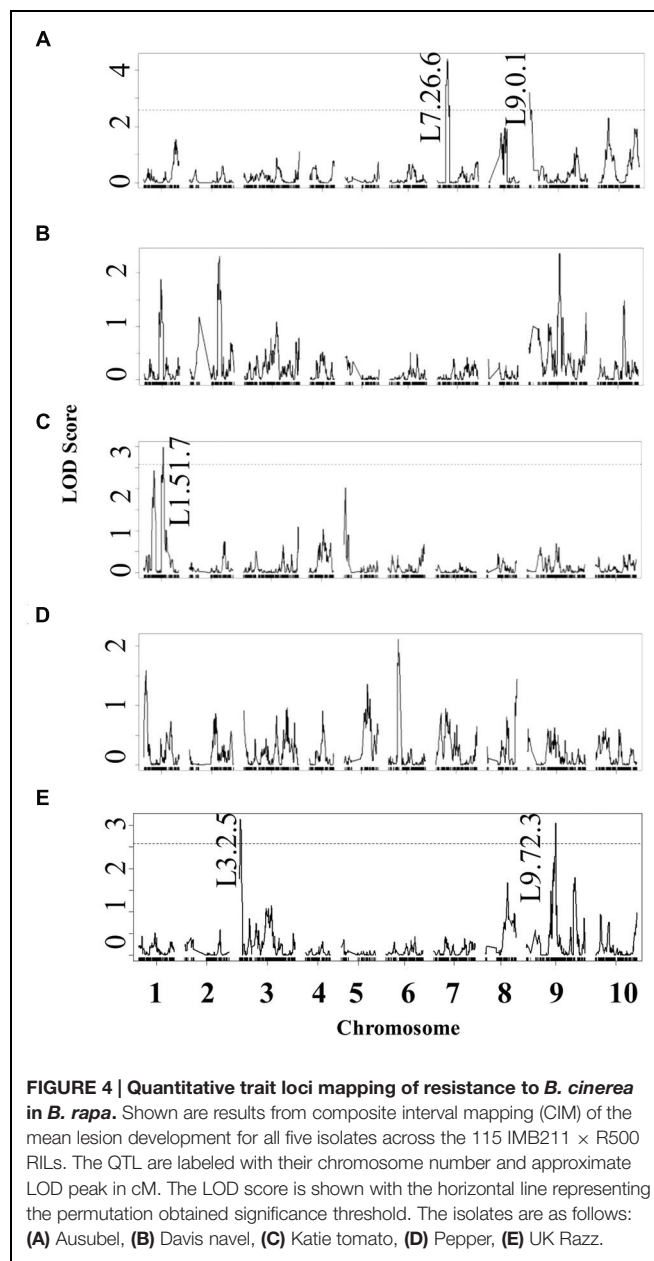 A
4
2
0
L7.26.6
L9.0.1
B
2
1
0
C
3
2
1
0
L1.51.7
LOD Score
D
2
1
0
E
3
2
1
0
L3.2.5
L9.72.3
1 2 3 4 5 6 7 8 9 10
Chromosome
FIGURE 4 | Quantitative trait loci mapping of resistance to B. cinerea
in B. rapa. Shown are results from composite interval mapping (CIM) of the
mean lesion development for all five isolates across the 115 IMB211 × R500
RILs. The QTL are labeled with their chromosome number and approximate
LOD peak in cM. The LOD score is shown with the horizontal line representing
the permutation obtained significance threshold. The isolates are as follows:
(A) Ausubel, (B) Davis navel, (C) Katie tomato, (D) Pepper, (E) UK Razz.